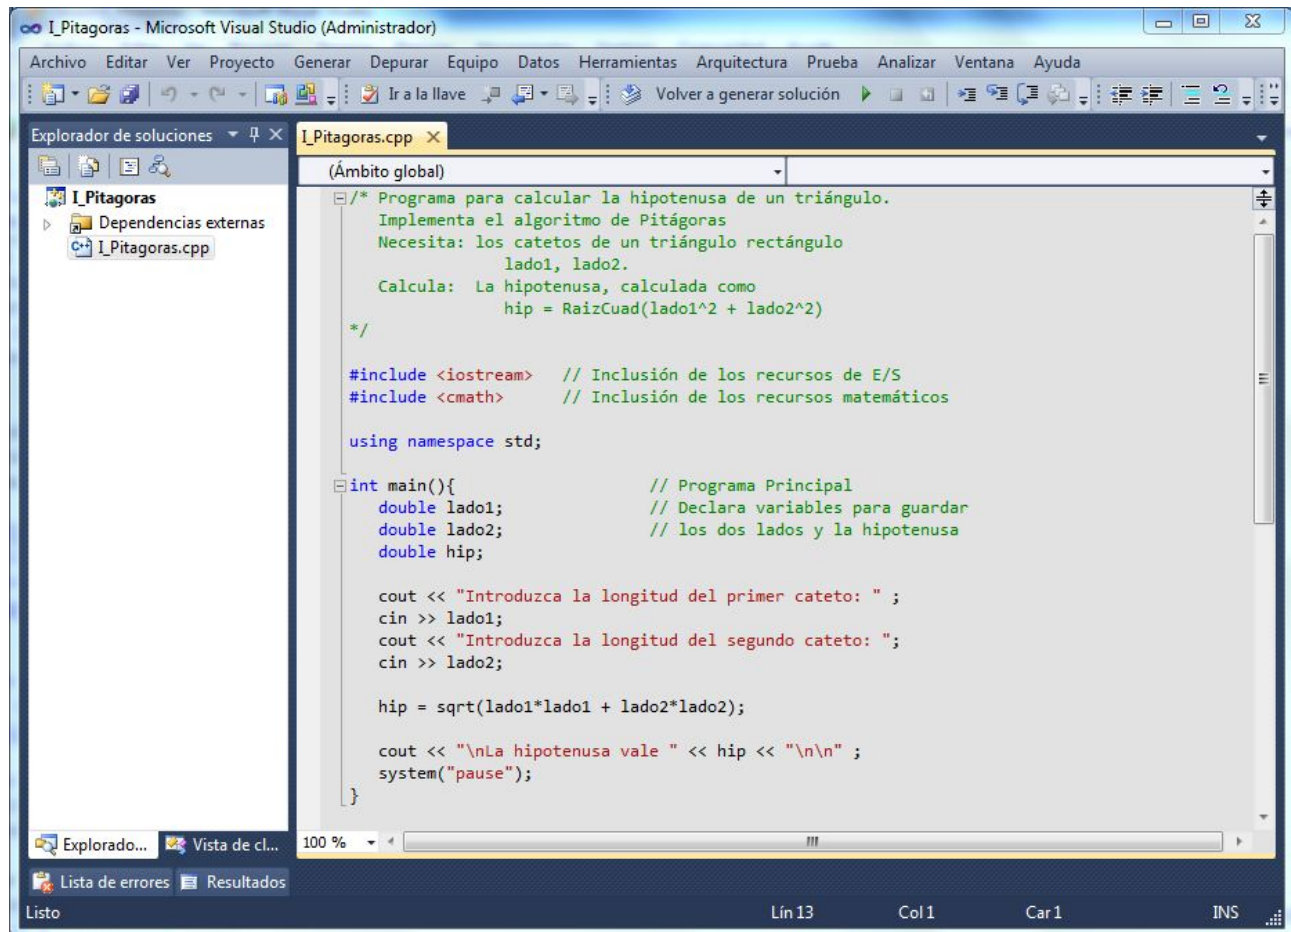 I_Pitagoras - Microsoft Visual Studio (Administrador)
Archivo Editar Ver Proyecto Generar Depurar Equipo Datos Herramientas Arquitectura Prueba Analizar Ventana Ayuda
Ir a la llave Volver a generar solución
Explorador de soluciones
I_Pitagoras
Dependencias externas
I_Pitagoras.cpp
I_Pitagoras.cpp
(Ámbito global)
/* Programa para calcular la hipotenusa de un triángulo.
Implementa el algoritmo de Pitágoras
Necesita: los catetos de un triángulo rectángulo
lado1, lado2.
Calcula: La hipotenusa, calculada como
hip = RaizCuad(lado1^2 + lado2^2)
*/
#include <iostream> // Inclusión de los recursos de E/S
#include <cmath> // Inclusión de los recursos matemáticos
using namespace std;
int main(){ // Programa Principal
double lado1; // Declara variables para guardar
double lado2; // los dos lados y la hipotenusa
double hip;
cout << "Introduzca la longitud del primer cateto: " ;
cin >> lado1;
cout << "Introduzca la longitud del segundo cateto: ";
cin >> lado2;
hip = sqrt(lado1*lado1 + lado2*lado2);
cout << "\nLa hipotenusa vale " << hip << "\n\n" ;
system("pause");
}
Explorado... Vista de cl...
100 %
Lista de errores Resultados
Listo Lín 13 Col 1 Car 1 INS